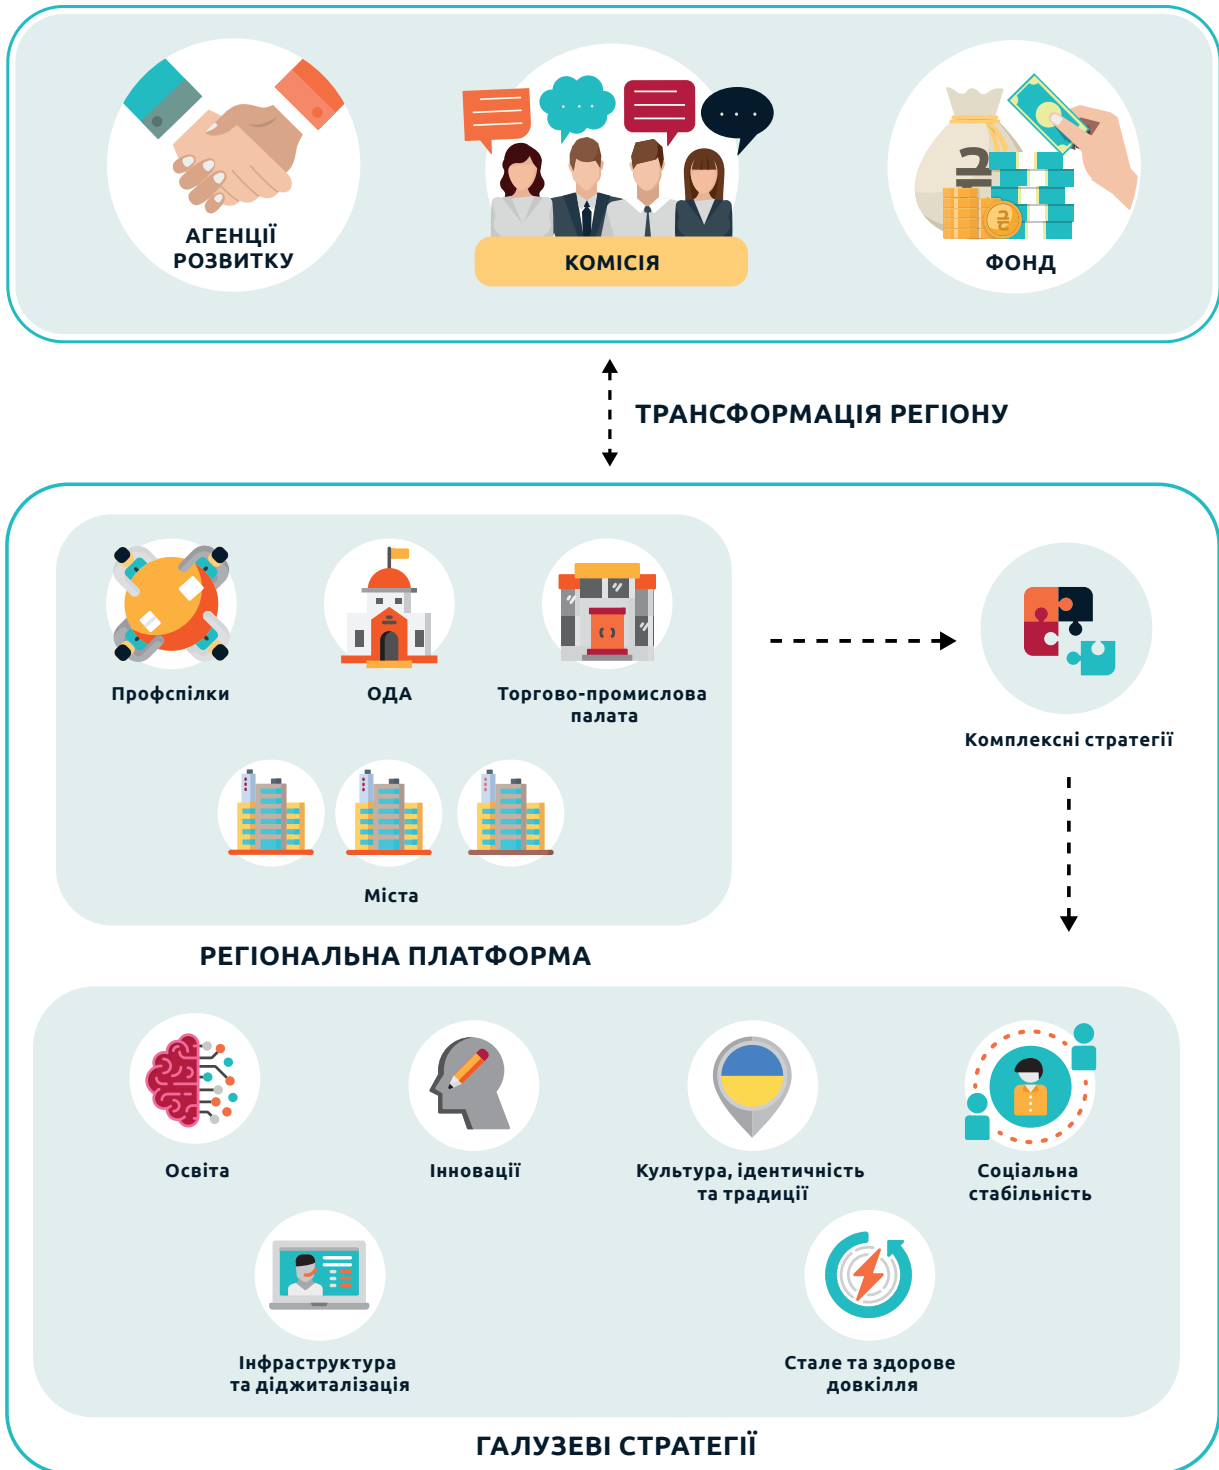 АГЕНЦІЇ
РОЗВИТКУ
КОМІСІЯ
ФОНД
ТРАНСФОРМАЦІЯ РЕГІОНУ
Профспілки
ОДА
Торгово-промислова
палата
Комплексні стратегії
Міста
РЕГІОНАЛЬНА ПЛАТФОРМА
Освіта
Інновації
Культура, ідентичність
та традиції
Соціальна
стабільність
Інфраструктура
та діджиталізація
Стале та здорове
довкілля
ГАЛУЗЕВІ СТРАТЕГІЇ